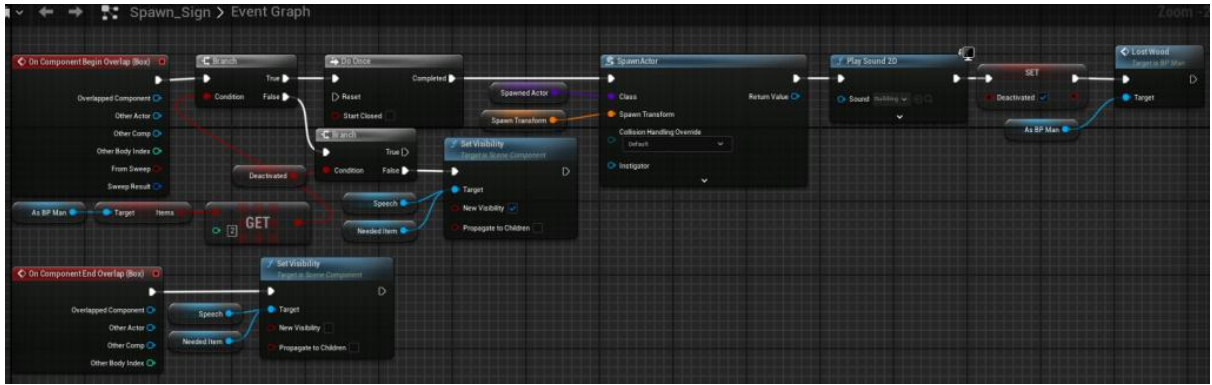 Spawn_Sign > Event Graph
Zoom -2
On Component Begin Overlap (Box)
Overlapped Component
Other Actor
Other Comp
Other Body Index
From Sweep
Sweep Result
Branch
Condition
True
False
Do Once
Reset
Start Closed
Completed
Spawned Actor
Spawn Transform
SpawnActor
Class
Spawn Transform
Collision Handling Override
Default
Instigator
Return Value
Play Sound 2D
Sound
Building
SET
Deactivated
Lost Wood
Target is BP Man
Target
As BP Man
Branch
Condition
True
False
Deactivated
Set Visibility
Target is Scene Component
Target
New Visibility
Propagate to Children
Speech
Needed Item
As BP Man
Target
Items
2
GET
On Component End Overlap (Box)
Overlapped Component
Other Actor
Other Comp
Other Body Index
Speech
Needed Item
Set Visibility
Target is Scene Component
Target
New Visibility
Propagate to Children